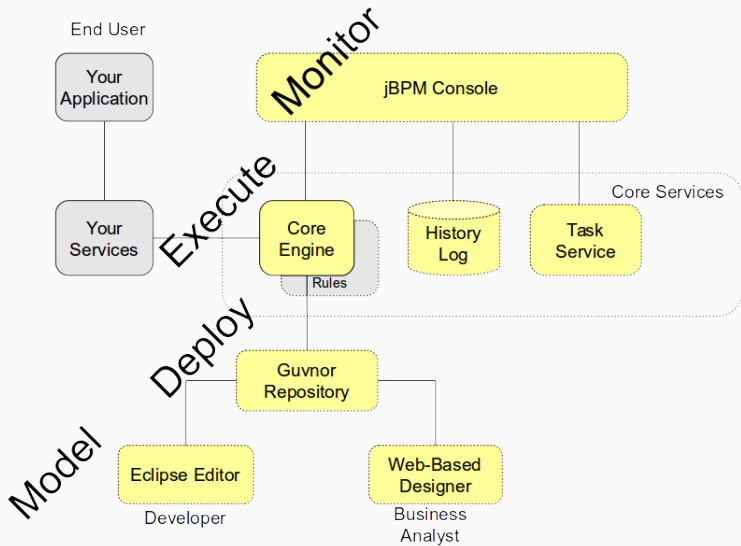 End User
Your
Application
Monitor
jBPM Console
Execute
Core Services
Your
Services
Core
Engine
Rules
History
Log
Task
Service
Deploy
Guvnor
Repository
Model
Eclipse Editor
Web-Based
Designer
Developer
Business
Analyst